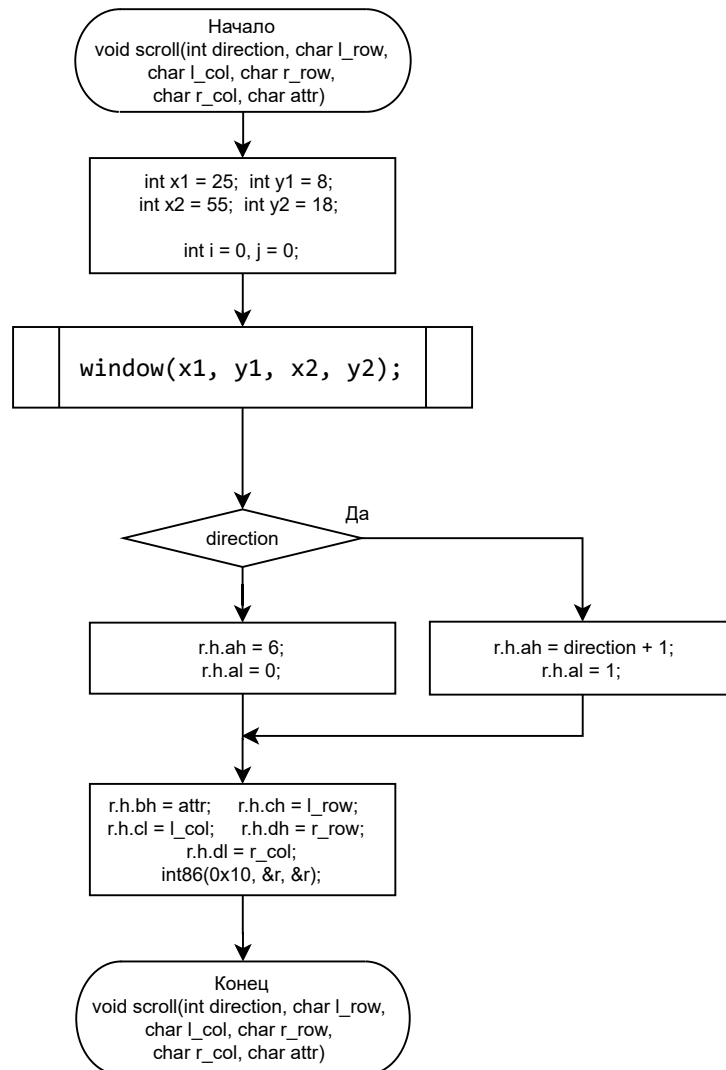 Начало
void scroll(int direction, char l_row,
char l_col, char r_row,
char r_col, char attr)
int x1 = 25; int y1 = 8;
int x2 = 55; int y2 = 18;
int i = 0, j = 0;
window(x1, y1, x2, y2);
Да
direction
r.h.ah = 6;
r.h.al = 0;
r.h.ah = direction + 1;
r.h.al = 1;
r.h.bh = attr; r.h.ch = l_row;
r.h.cl = l_col; r.h.dh = r_row;
r.h.dl = r_col;
int86(0x10, &r, &r);
Конец
void scroll(int direction, char l_row,
char l_col, char r_row,
char r_col, char attr)